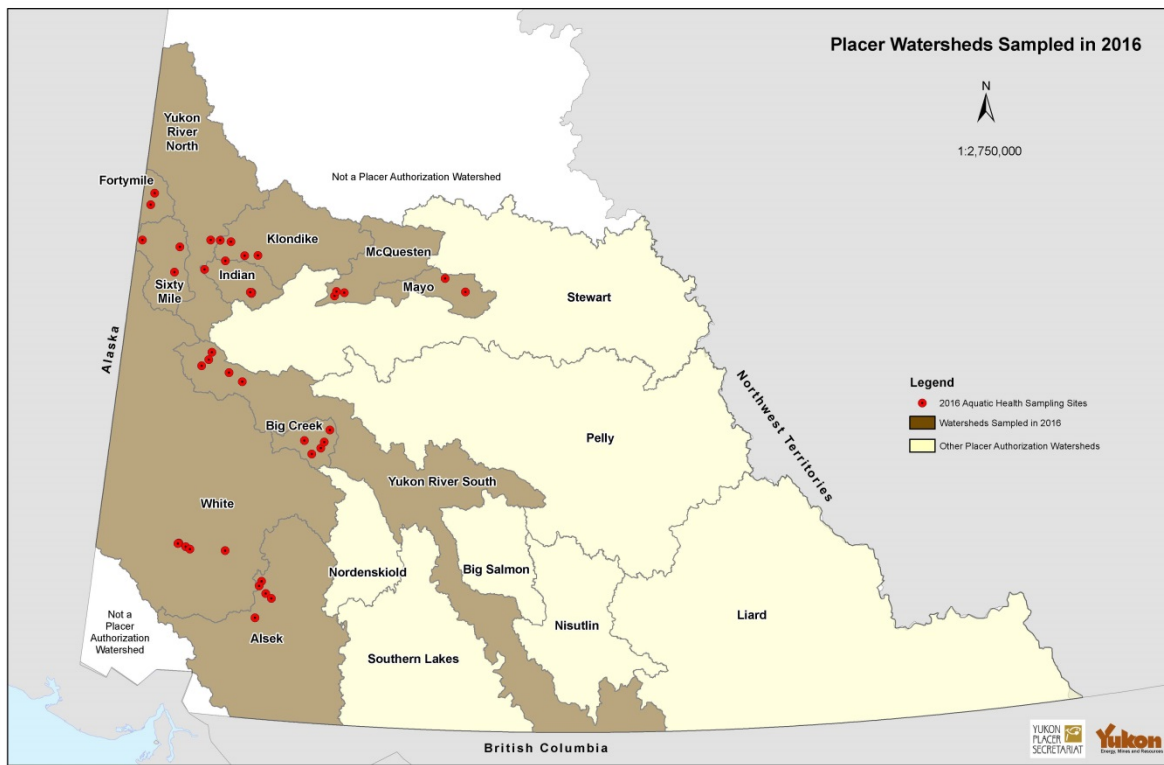 Placer Watersheds Sampled in 2016
N
1:2,750,000
Yukon
River
North
Fortymile
Not a Placer Authorization Watershed
Klondike
McQuesten
Indian
Sixty
Mile
Mayo
Stewart
Alaska
Northwest Territories
Legend
2016 Aquatic Health Sampling Sites
Watersheds Sampled in 2016
Other Placer Authorization Watersheds
Big Creek
Pelly
Yukon River South
White
Nordenskiold
Big Salmon
Not a
Placer
Authorization
Watershed
Alsek
Southern Lakes
Nisutlin
Liard
British Columbia
YUKON
PLACER
SECRETARIAT
Yukon
Energy, Mines and Resources